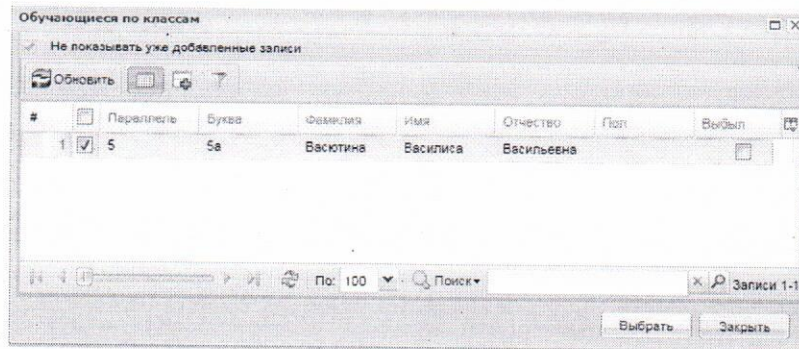 Обучающиеся по классам
Не показывать уже добавленные записи
Обновить
# Параллель Буква Фамилия Имя Отчество Пол Выбыл
1 5 5а Васютина Василиса Васильевна
По: 100 Поиск Записи 1-1
Выбрать Закрыть